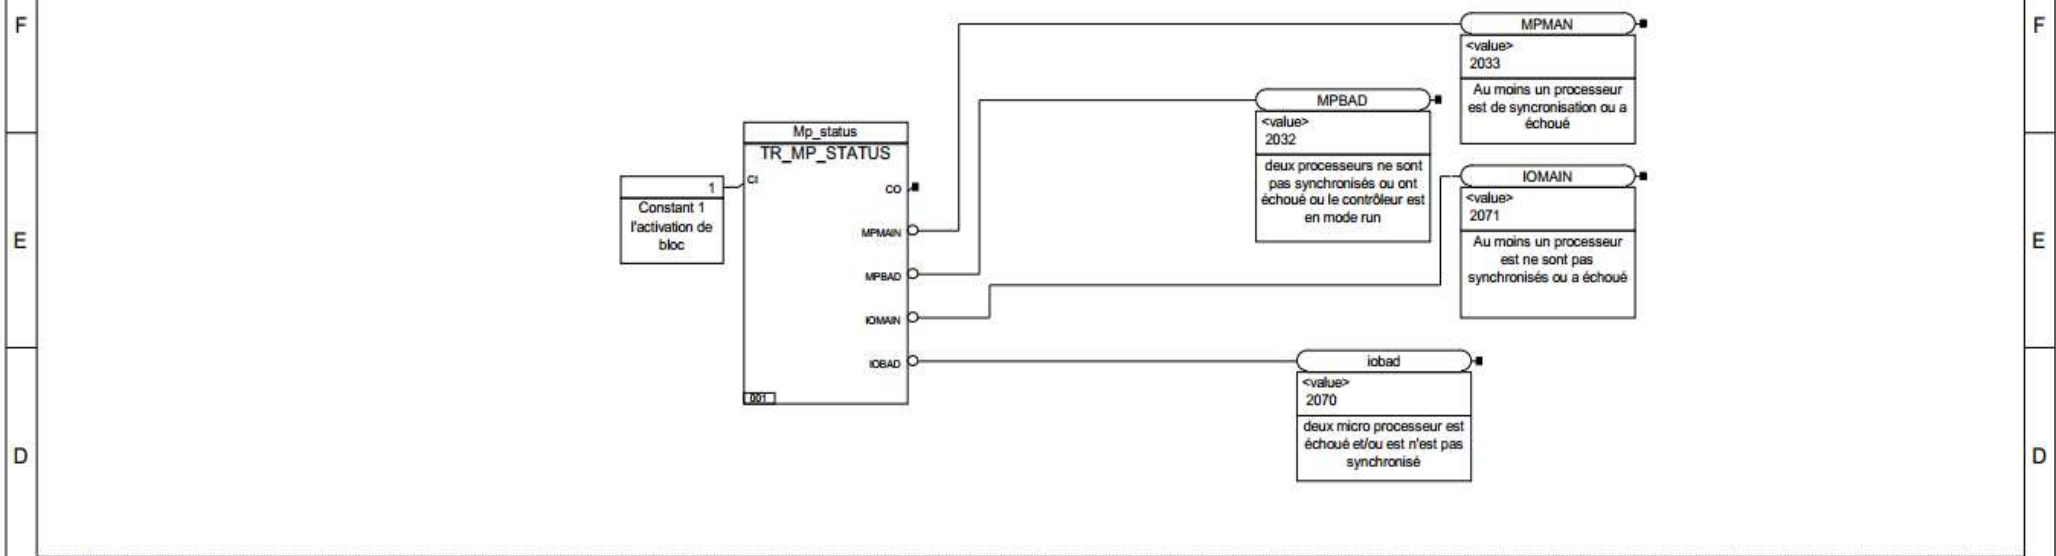 F
F
MPMAN
<value>
2033
Au moins un processeur
est de syncronisation ou a
échoué
MPBAD
<value>
2032
deux processeurs ne sont
pas synchronisés ou ont
échoué ou le contrôleur est
en mode run
Mp_status
TR_MP_STATUS
CI
CO
MPMAIN
MPBAD
IOMAIN
IOBAD
001
1
Constant 1
l'activation de
bloc
IOMAIN
<value>
2071
Au moins un processeur
est ne sont pas
synchronisés ou a échoué
E
E
iobad
<value>
2070
deux micro processeur est
échoué et/ou est n'est pas
synchronisé
D
D